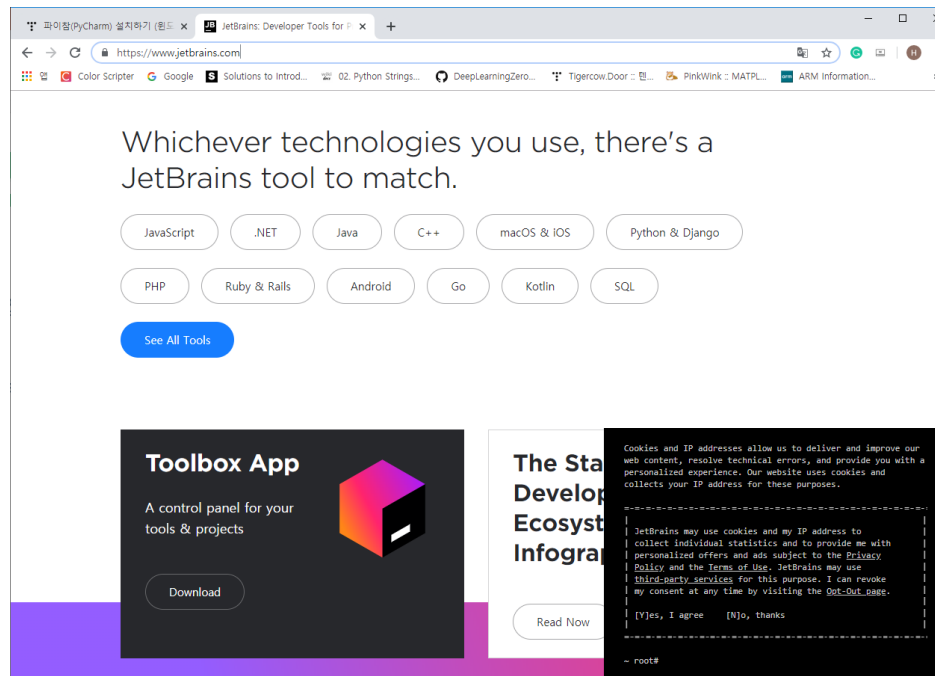 파이참(PyCharm) 설치하기 (윈도
JetBrains: Developer Tools for P
https://www.jetbrains.com
앱
Color Scripter
Google
Solutions to Introd...
02. Python Strings...
DeepLearningZero...
Tigercow.Door :: 텐...
PinkWink :: MATPL...
ARM Information...
Whichever technologies you use, there's a
JetBrains tool to match.
JavaScript
.NET
Java
C++
macOS & iOS
Python & Django
PHP
Ruby & Rails
Android
Go
Kotlin
SQL
See All Tools
Toolbox App
A control panel for your
tools & projects
Download
The Sta
Develop
Ecosyst
Infogra
Read Now
Cookies and IP addresses allow us to deliver and improve our
web content, resolve technical errors, and provide you with a
personalized experience. Our website uses cookies and
collects your IP address for these purposes.
JetBrains may use cookies and my IP address to
collect individual statistics and to provide me with
personalized offers and ads subject to the Privacy
Policy and the Terms of Use. JetBrains may use
third-party services for this purpose. I can revoke
my consent at any time by visiting the Opt-Out page.
[Y]es, I agree [N]o, thanks
~ root#